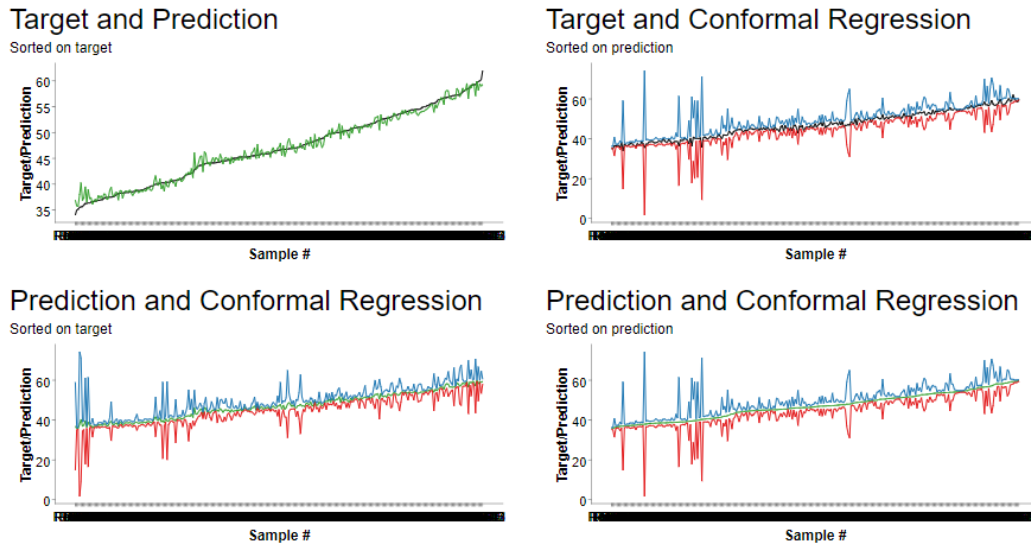 Target and Prediction
Sorted on target
Target/Prediction
60
55
50
45
40
35
Sample #
Target and Conformal Regression
Sorted on prediction
Target/Prediction
60
40
20
0
Sample #
Prediction and Conformal Regression
Sorted on target
Target/Prediction
60
40
20
0
Sample #
Prediction and Conformal Regression
Sorted on prediction
Target/Prediction
60
40
20
0
Sample #